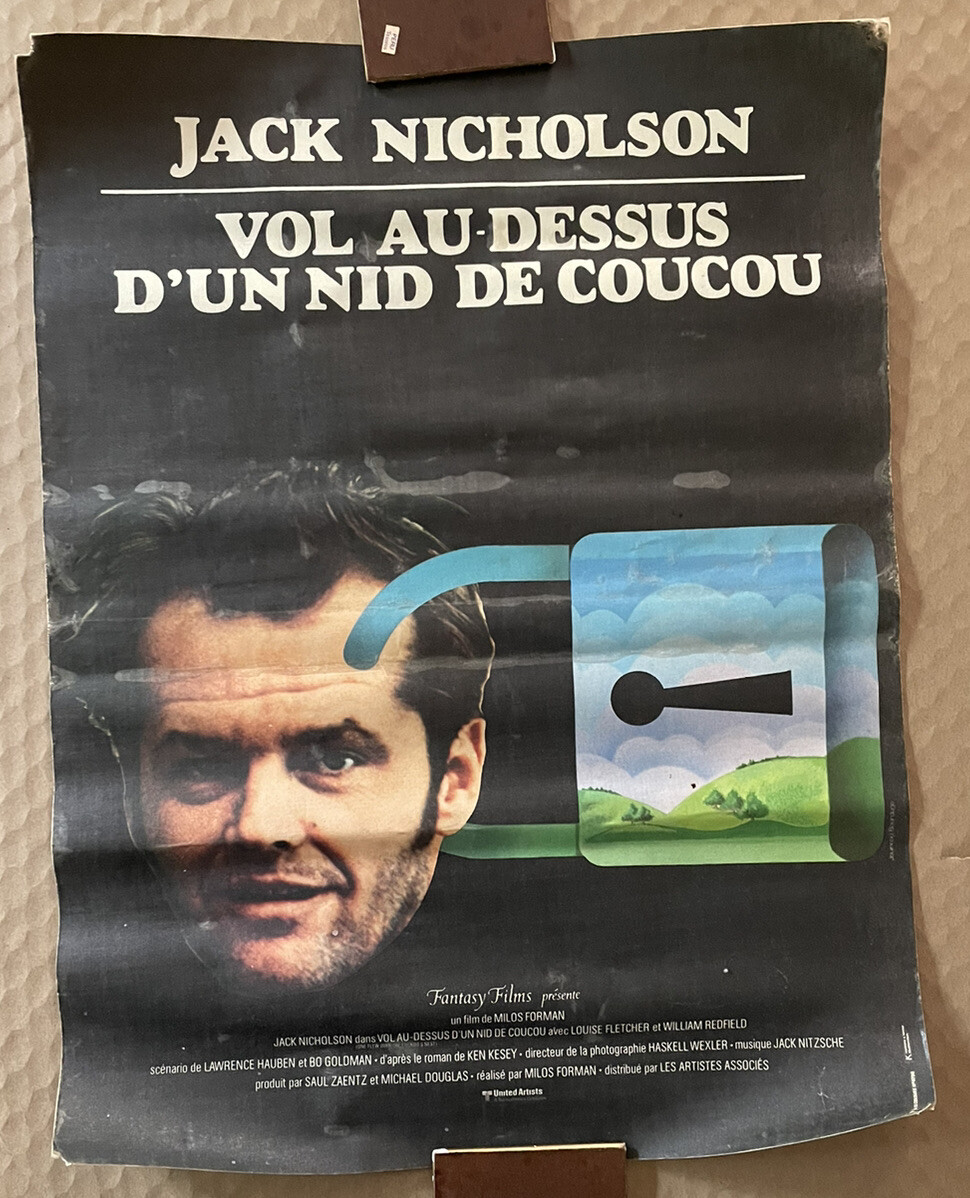 JACK NICHOLSON
VOL AU-DESSUS
D'UN NID DE COUCOU
Fantasy Films présente
un film de MILOS FORMAN
JACK NICHOLSON dans VOL AU-DESSUS D'UN NID DE COUCOU avec LOUISE FLETCHER et WILLIAM REDFIELD
scénario de LAWRENCE HAUBEN et BO GOLDMAN • d'après le roman de KEN KESEY • directeur de la photographie HASKELL WEXLER • musique JACK NITZSCHE
produit par SAUL ZAENTZ et MICHAEL DOUGLAS • réalisé par MILOS FORMAN • distribué par LES ARTISTES ASSOCIÉS
United Artists